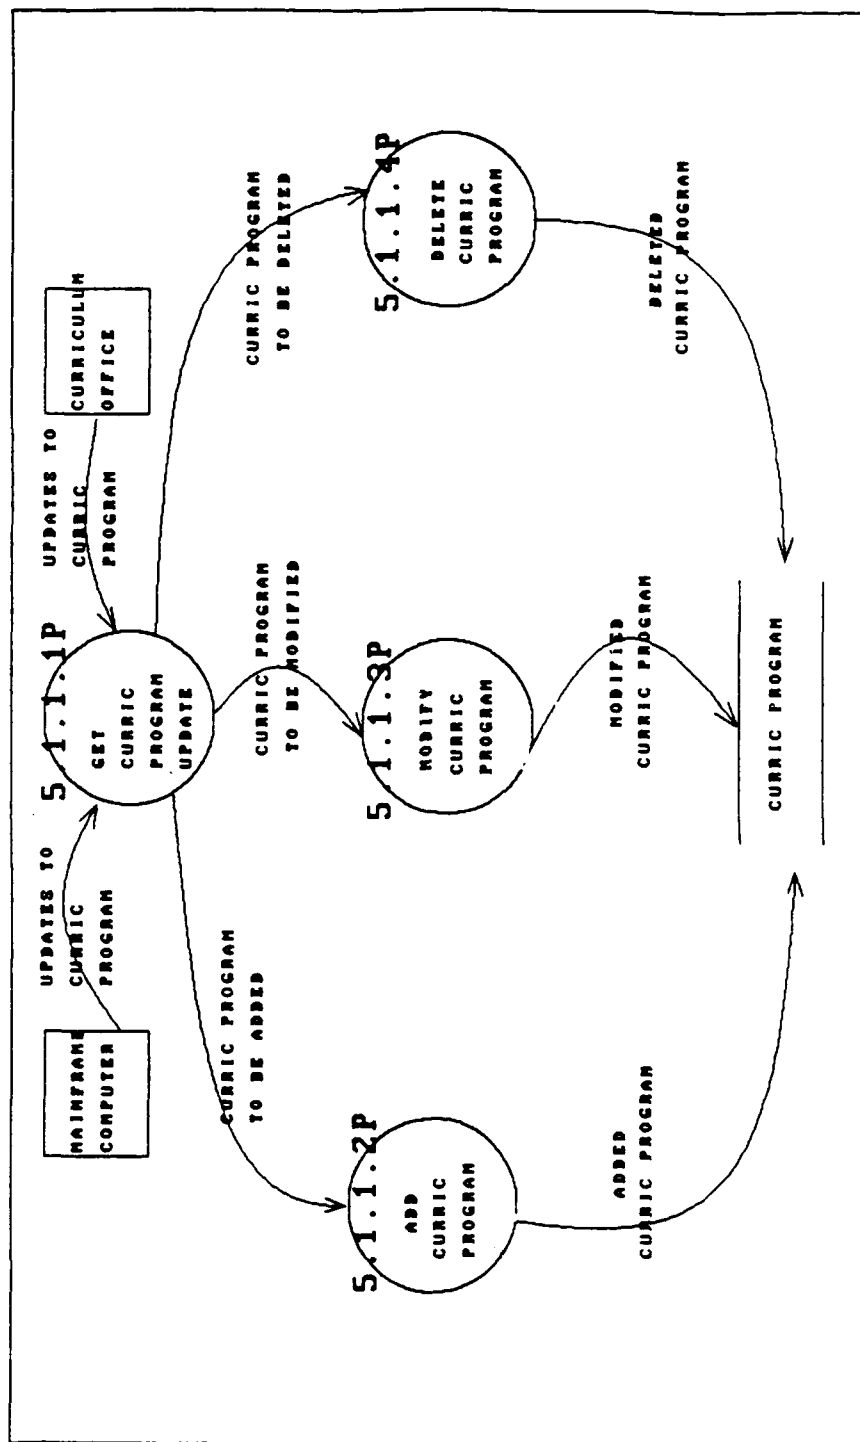 MAINFRAME
COMPUTER
UPDATES TO
CURRIC
PROGRAM
5.1.1.1P
GET
CURRIC
PROGRAM
UPDATE
UPDATES TO
CURRIC
PROGRAM
CURRICULUM
OFFICE
CURRIC PROGRAM
TO BE ADDED
CURRIC PROGRAM
TO BE MODIFIED
CURRIC PROGRAM
TO BE DELETED
5.1.1.2P
ADD
CURRIC
PROGRAM
5.1.1.3P
MODIFY
CURRIC
PROGRAM
5.1.1.4P
DELETE
CURRIC
PROGRAM
ADDED
CURRIC PROGRAM
MODIFIED
CURRIC PROGRAM
DELETED
CURRIC PROGRAM
CURRIC PROGRAM